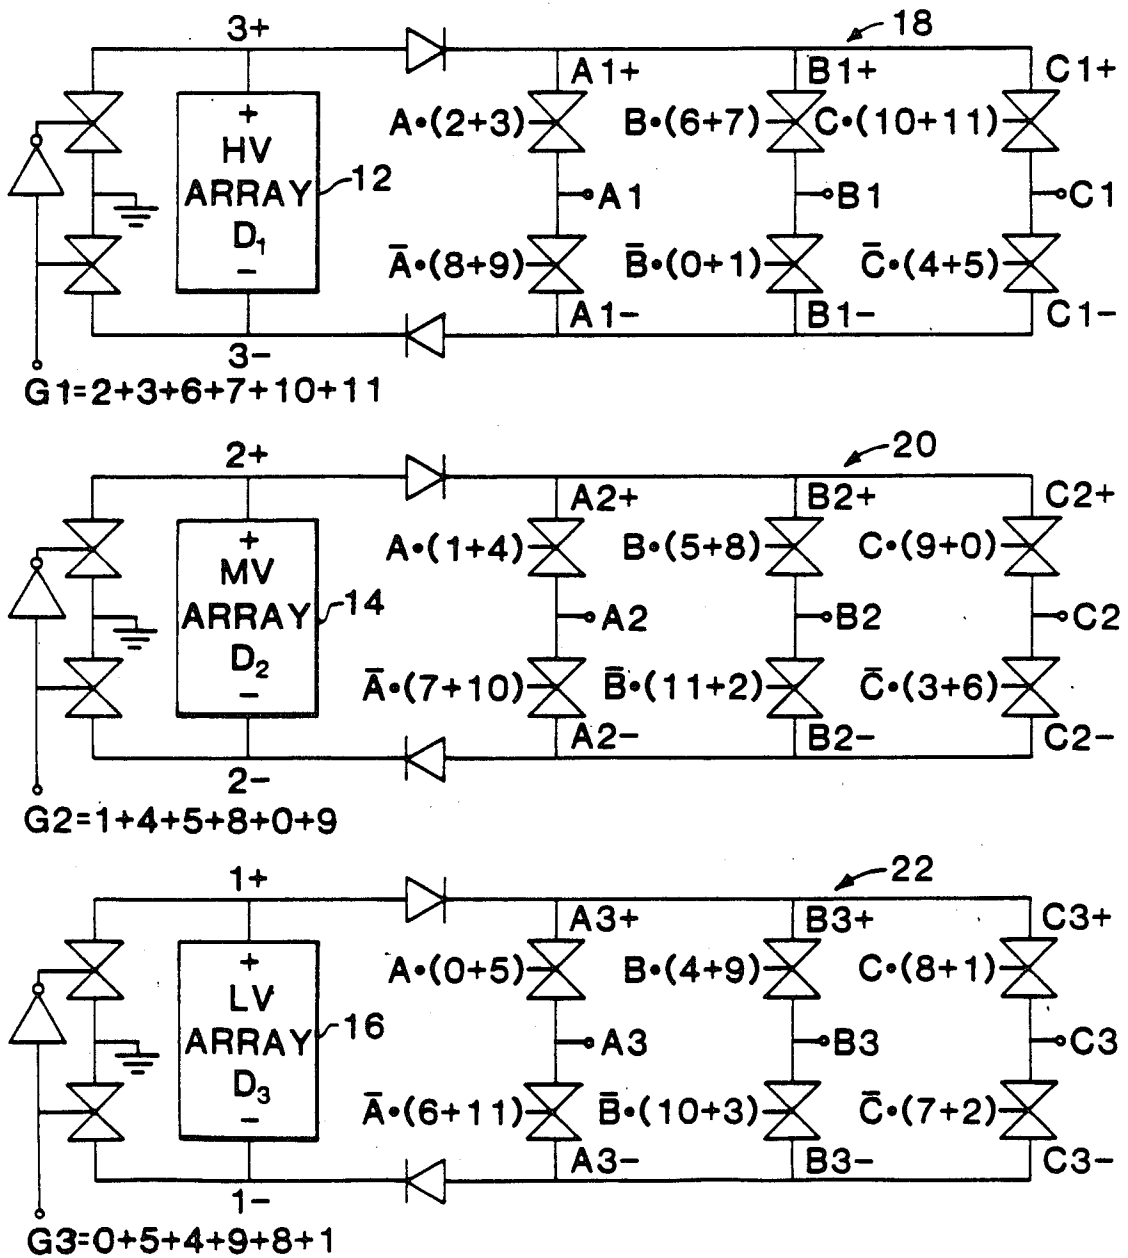 3+
18
A1+
B1+
C1+
+
HV
ARRAY
D₁
−
12
A•(2+3)
B•(6+7)
C•(10+11)
A1
B1
C1
A̅•(8+9)
B̅•(0+1)
C̅•(4+5)
A1−
B1−
C1−
3−
G1=2+3+6+7+10+11
2+
20
A2+
B2+
C2+
+
MV
ARRAY
D₂
−
14
A•(1+4)
B•(5+8)
C•(9+0)
A2
B2
C2
A̅•(7+10)
B̅•(11+2)
C̅•(3+6)
A2−
B2−
C2−
2−
G2=1+4+5+8+0+9
1+
22
A3+
B3+
C3+
+
LV
ARRAY
D₃
−
16
A•(0+5)
B•(4+9)
C•(8+1)
A3
B3
C3
A̅•(6+11)
B̅•(10+3)
C̅•(7+2)
A3−
B3−
C3−
1−
G3=0+5+4+9+8+1